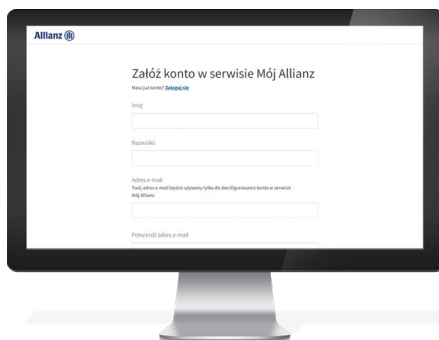 Allianz
Załóż konto w serwisie Mój Allianz
Masz już konto? Zaloguj się
Imię
Nazwisko
Adres e-mail
Twój adres e-mail będzie używany tylko do skonfigurowania konta w serwisie
Mój Allianz.
Potwierdź adres e-mail